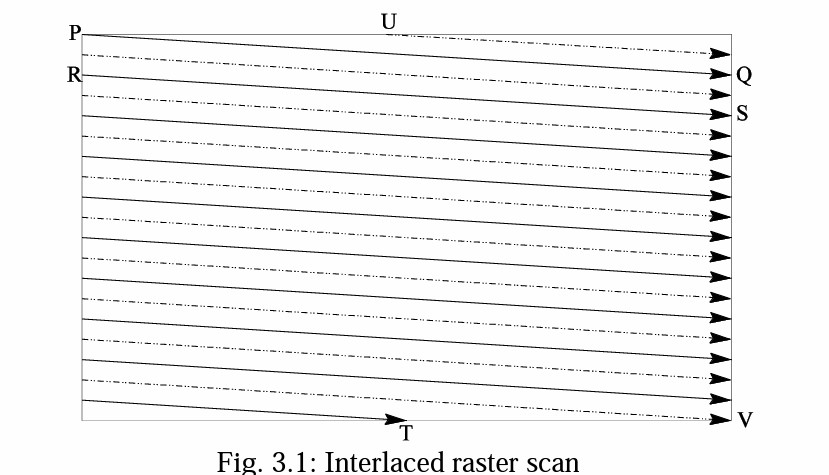 U
P
R
Q
S
V
T
Fig. 3.1: Interlaced raster scan